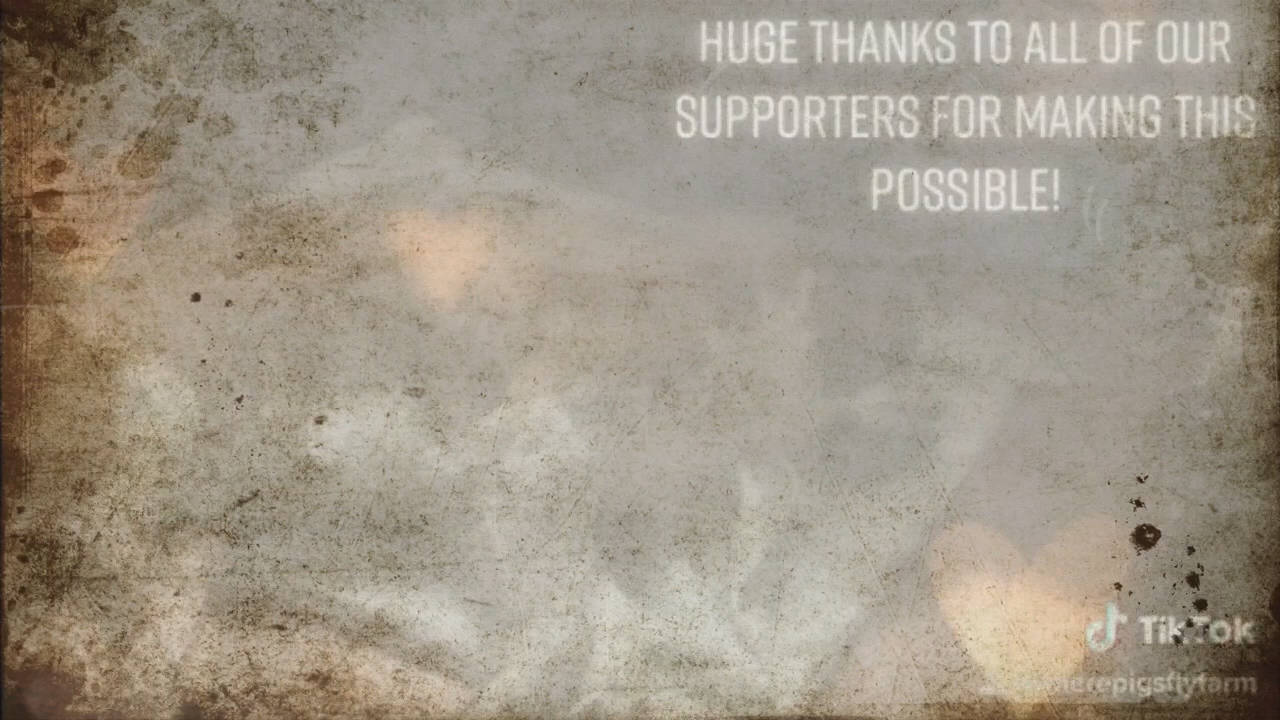 HUGE THANKS TO ALL OF OUR
SUPPORTERS FOR MAKING THIS
POSSIBLE!
TikTok